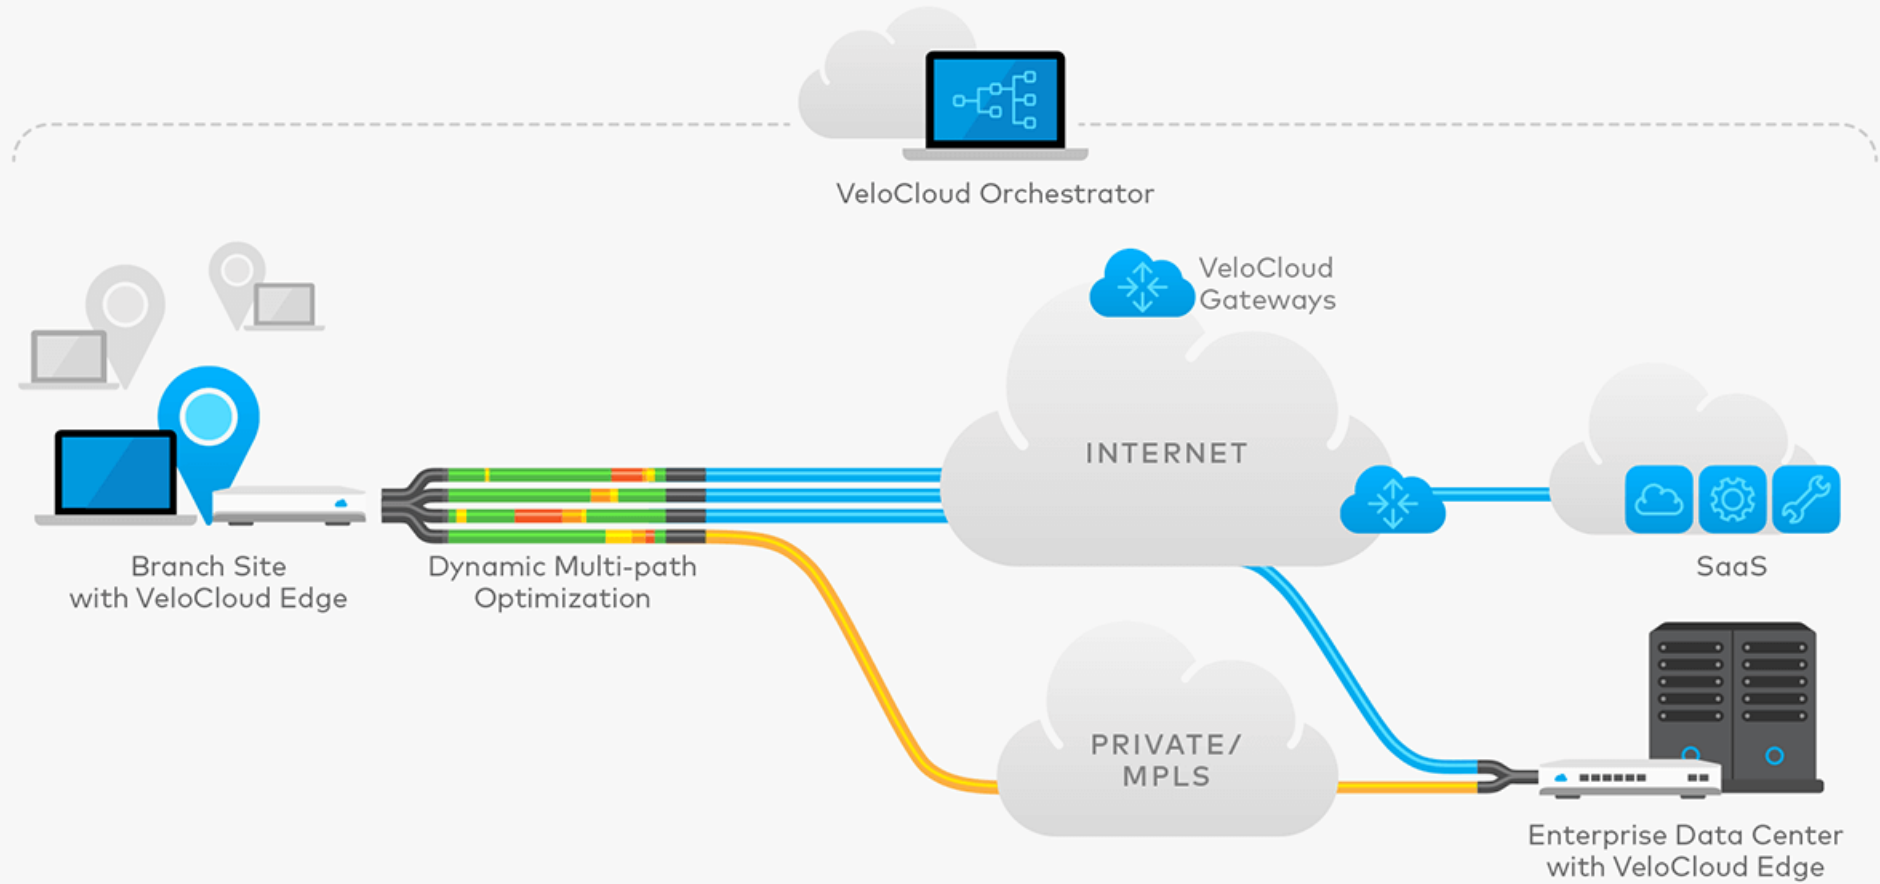 VeloCloud Orchestrator
VeloCloud
Gateways
INTERNET
Branch Site
with VeloCloud Edge
Dynamic Multi-path
Optimization
SaaS
PRIVATE/
MPLS
Enterprise Data Center
with VeloCloud Edge